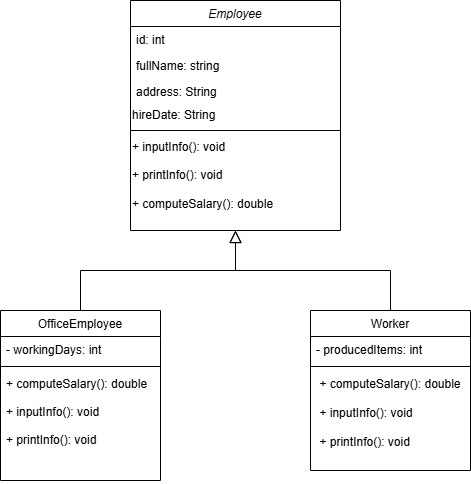 Employee
id: int
fullName: string
address: String
hireDate: String
+ inputInfo(): void
+ printInfo(): void
+ computeSalary(): double
OfficeEmployee
- workingDays: int
+ computeSalary(): double
+ inputInfo(): void
+ printInfo(): void
Worker
- producedItems: int
+ computeSalary(): double
+ inputInfo(): void
+ printInfo(): void